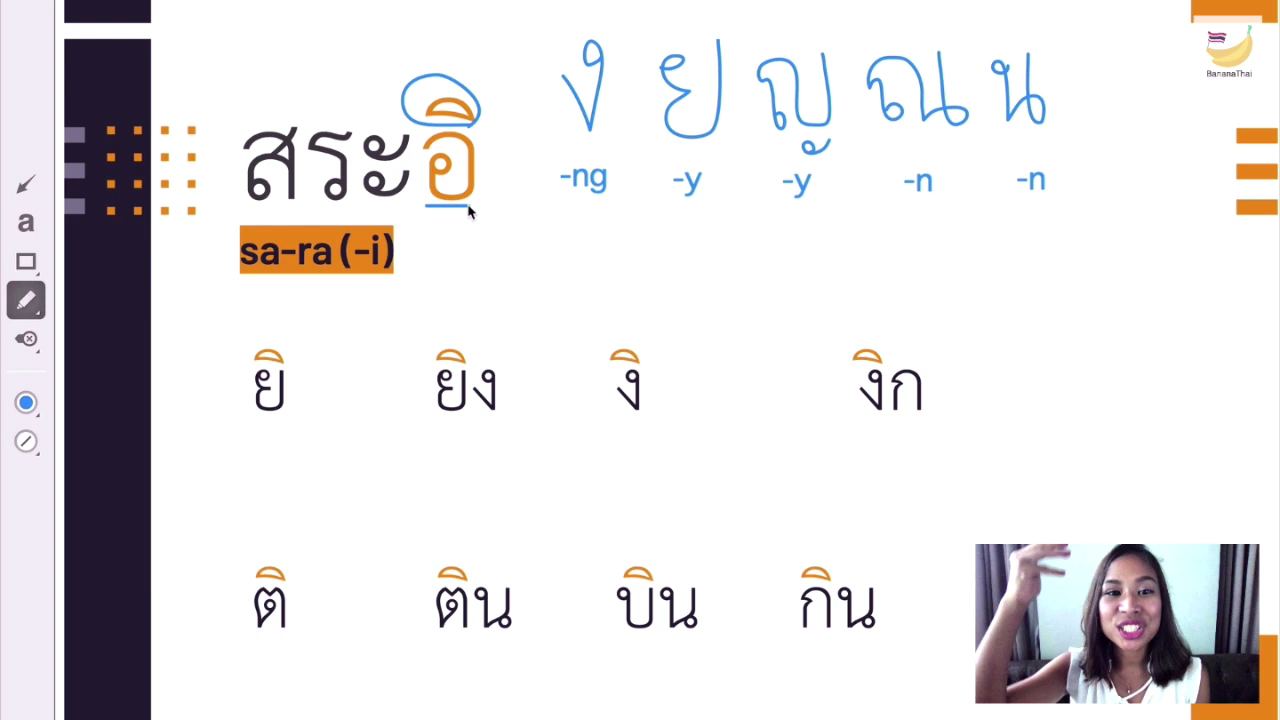 BananaThai
ง ย ญ ณ น
สระอิ
-ng -y -y -n -n
sa-ra (-i)
a
ยิ ยิง งิ งิก
ติ ติน บิน กิน